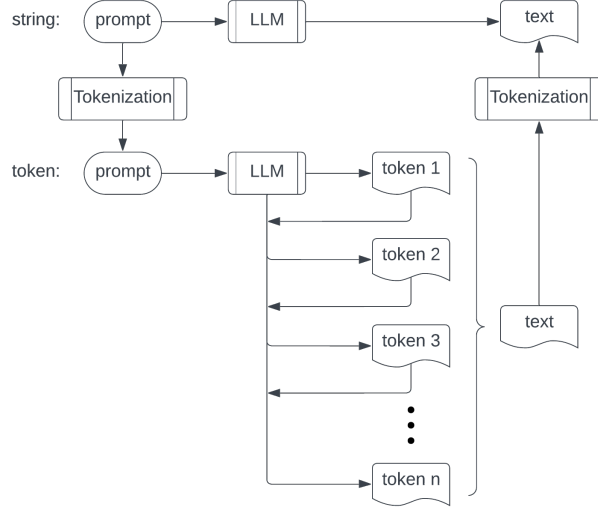 string:
prompt
LLM
text
Tokenization
Tokenization
token:
prompt
LLM
token 1
token 2
token 3
text
token n